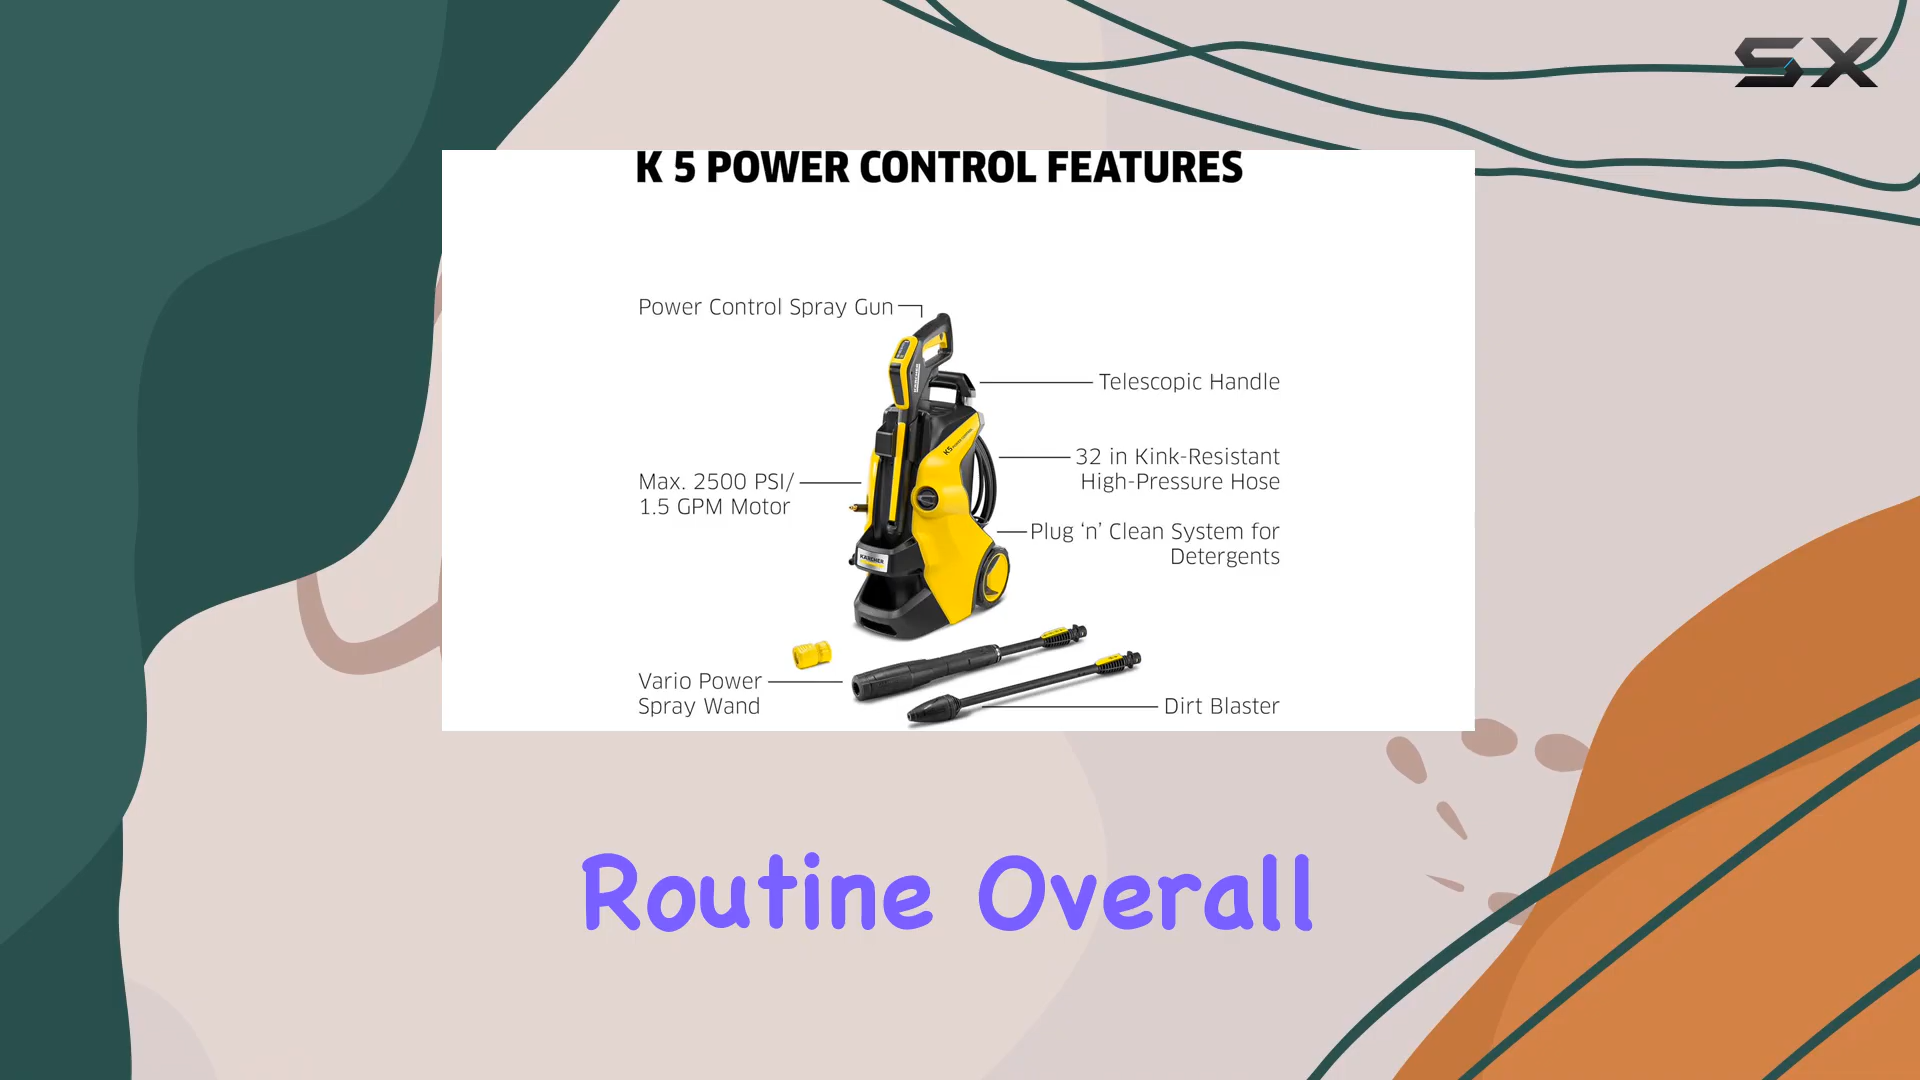 SX
K 5 POWER CONTROL FEATURES
Power Control Spray Gun
Telescopic Handle
32 in Kink-Resistant
High-Pressure Hose
Max. 2500 PSI/
1.5 GPM Motor
Plug ‘n’ Clean System for
Detergents
KÄRCHER
Vario Power
Spray Wand
Dirt Blaster
Routine Overall